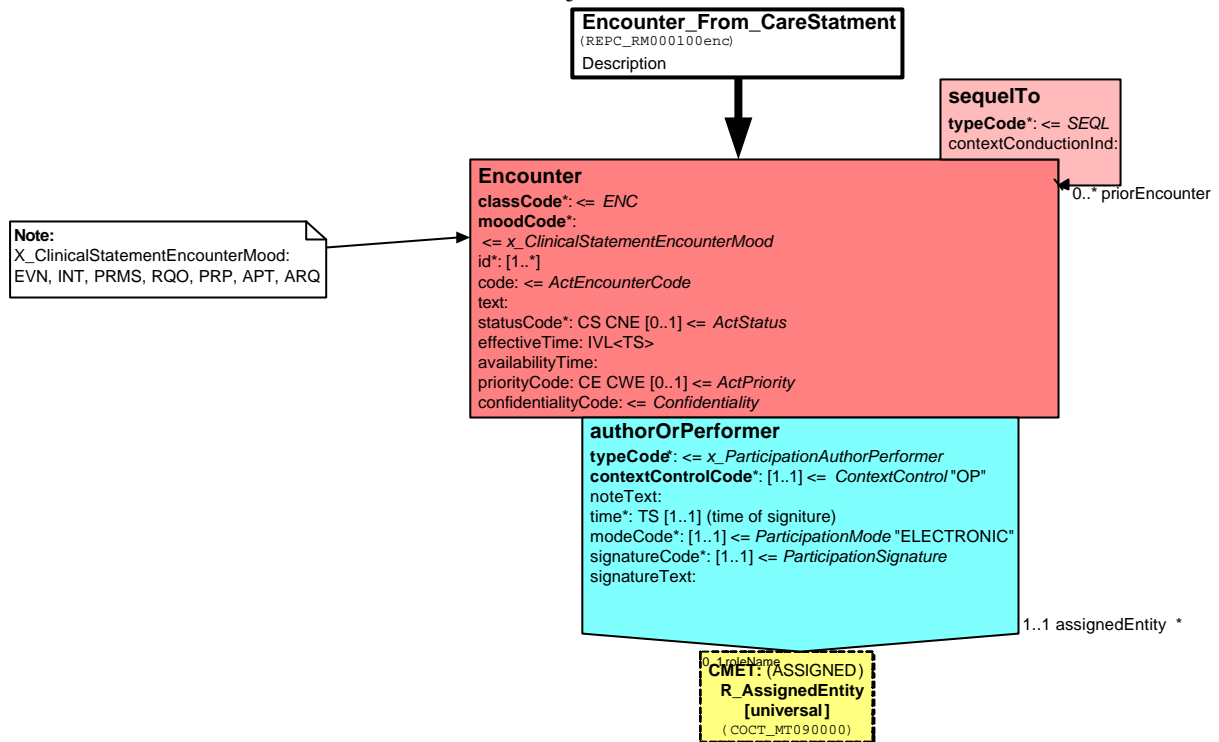 Encounter_From_CareStatment
(REPC_RM000100enc)
Description
sequelTo
typeCode*: <= SEQL
contextConductionInd:
0..* priorEncounter
Encounter
classCode*: <= ENC
moodCode*:
<= x_ClinicalStatementEncounterMood
id*: [1..*]
code: <= ActEncounterCode
text:
statusCode*: CS CNE [0..1] <= ActStatus
effectiveTime: IVL<TS>
availabilityTime:
priorityCode: CE CWE [0..1] <= ActPriority
confidentialityCode: <= Confidentiality
Note:
X_ClinicalStatementEncounterMood:
EVN, INT, PRMS, RQO, PRP, APT, ARQ
authorOrPerformer
typeCode*: <= x_ParticipationAuthorPerformer
contextControlCode*: [1..1] <= ContextControl "OP"
noteText:
time*: TS [1..1] (time of signiture)
modeCode*: [1..1] <= ParticipationMode "ELECTRONIC"
signatureCode*: [1..1] <= ParticipationSignature
signatureText:
1..1 assignedEntity *
0..1 roleName
CMET: (ASSIGNED)
R_AssignedEntity
[universal]
(COCT_MT090000)